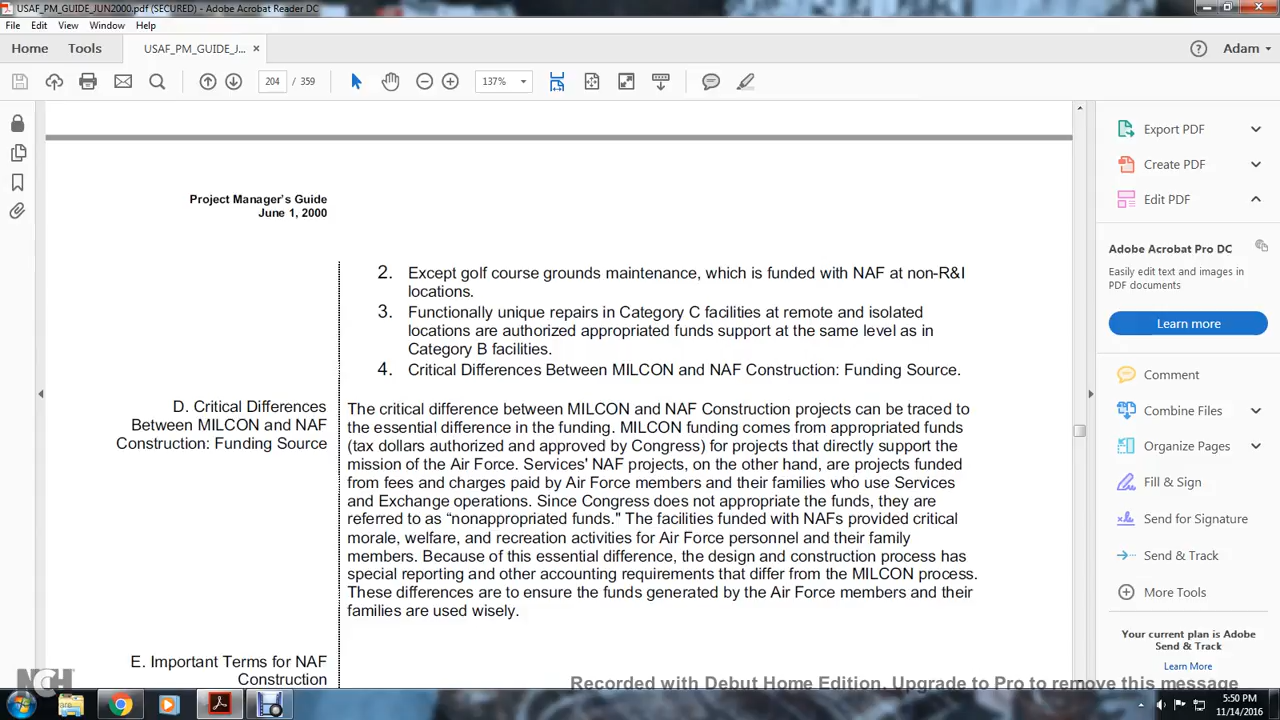 USAF_PM_GUIDE_JUN2000.pdf (SECURED) - Adobe Acrobat Reader DC
File Edit View Window Help
Home Tools USAF_PM_GUIDE_J... × Adam
204 / 359 137%
Project Manager's Guide
June 1, 2000
2. Except golf course grounds maintenance, which is funded with NAF at non-R&I
locations.
3. Functionally unique repairs in Category C facilities at remote and isolated
locations are authorized appropriated funds support at the same level as in
Category B facilities.
4. Critical Differences Between MILCON and NAF Construction: Funding Source.
D. Critical Differences
Between MILCON and NAF
Construction: Funding Source
The critical difference between MILCON and NAF Construction projects can be traced to
the essential difference in the funding. MILCON funding comes from appropriated funds
(tax dollars authorized and approved by Congress) for projects that directly support the
mission of the Air Force. Services' NAF projects, on the other hand, are projects funded
from fees and charges paid by Air Force members and their families who use Services
and Exchange operations. Since Congress does not appropriate the funds, they are
referred to as “nonappropriated funds.” The facilities funded with NAFs provided critical
morale, welfare, and recreation activities for Air Force personnel and their family
members. Because of this essential difference, the design and construction process has
special reporting and other accounting requirements that differ from the MILCON process.
These differences are to ensure the funds generated by the Air Force members and their
families are used wisely.
E. Important Terms for NAF
Construction
Export PDF
Create PDF
Edit PDF
Adobe Acrobat Pro DC
Easily edit text and images in
PDF documents
Learn more
Comment
Combine Files
Organize Pages
Fill & Sign
Send for Signature
Send & Track
More Tools
Your current plan is Adobe
Send & Track
Learn More
NCH
Recorded with Debut Home Edition. Upgrade to Pro to remove this message
5:50 PM
11/14/2016